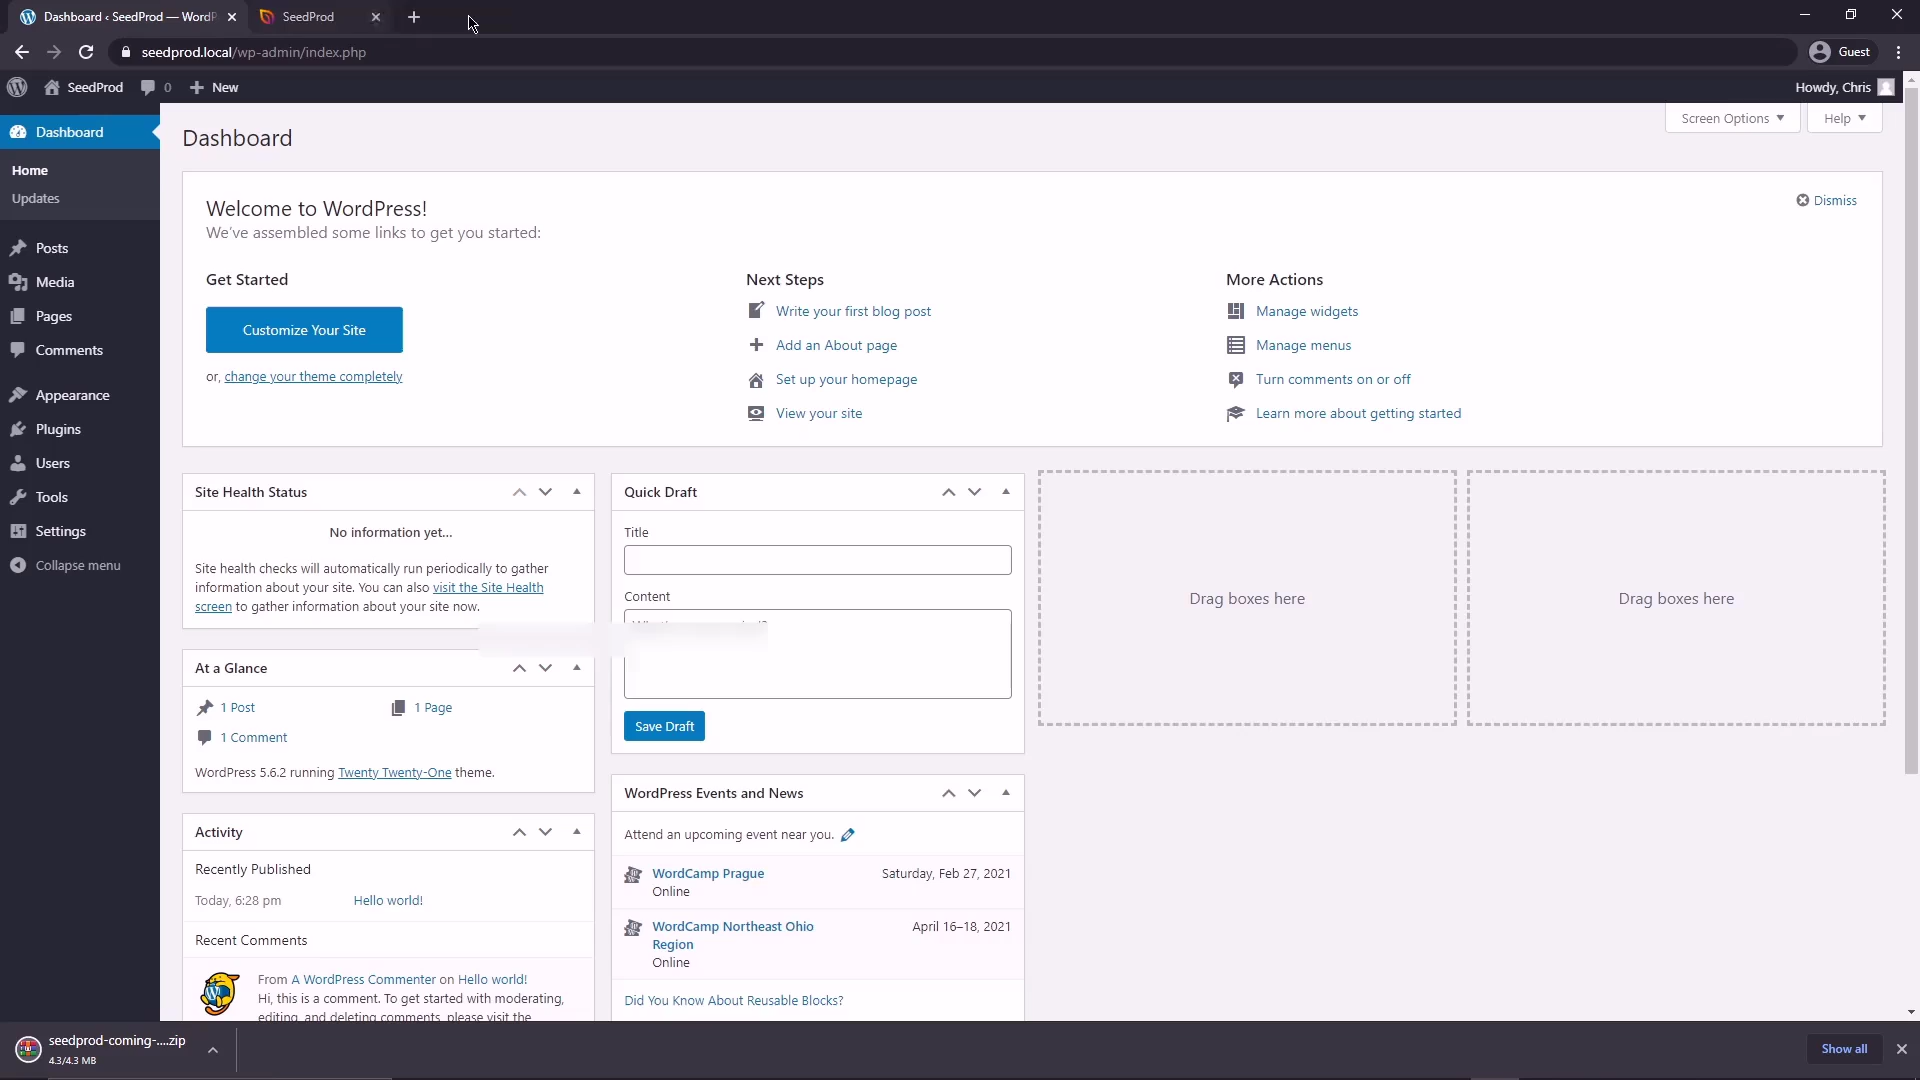 Dashboard ‹ SeedProd — WordP
SeedProd
seedprod.local/wp-admin/index.php
Guest
SeedProd
0
New
Howdy, Chris
Dashboard
Home
Updates
Posts
Media
Pages
Comments
Appearance
Plugins
Users
Tools
Settings
Collapse menu
Dashboard
Screen Options
Help
Welcome to WordPress!
We've assembled some links to get you started:
Dismiss
Get Started
Customize Your Site
or, change your theme completely
Next Steps
Write your first blog post
Add an About page
Set up your homepage
View your site
More Actions
Manage widgets
Manage menus
Turn comments on or off
Learn more about getting started
Site Health Status
No information yet...
Site health checks will automatically run periodically to gather
information about your site. You can also visit the Site Health
screen to gather information about your site now.
At a Glance
1 Post
1 Page
1 Comment
WordPress 5.6.2 running Twenty Twenty-One theme.
Activity
Recently Published
Today, 6:28 pm
Hello world!
Recent Comments
From A WordPress Commenter on Hello world!
Hi, this is a comment. To get started with moderating,
editing, and deleting comments, please visit the
Quick Draft
Title
Content
Save Draft
WordPress Events and News
Attend an upcoming event near you.
WordCamp Prague
Saturday, Feb 27, 2021
Online
WordCamp Northeast Ohio
April 16–18, 2021
Region
Online
Did You Know About Reusable Blocks?
Drag boxes here
Drag boxes here
seedprod-coming-....zip
4.3/4.3 MB
Show all